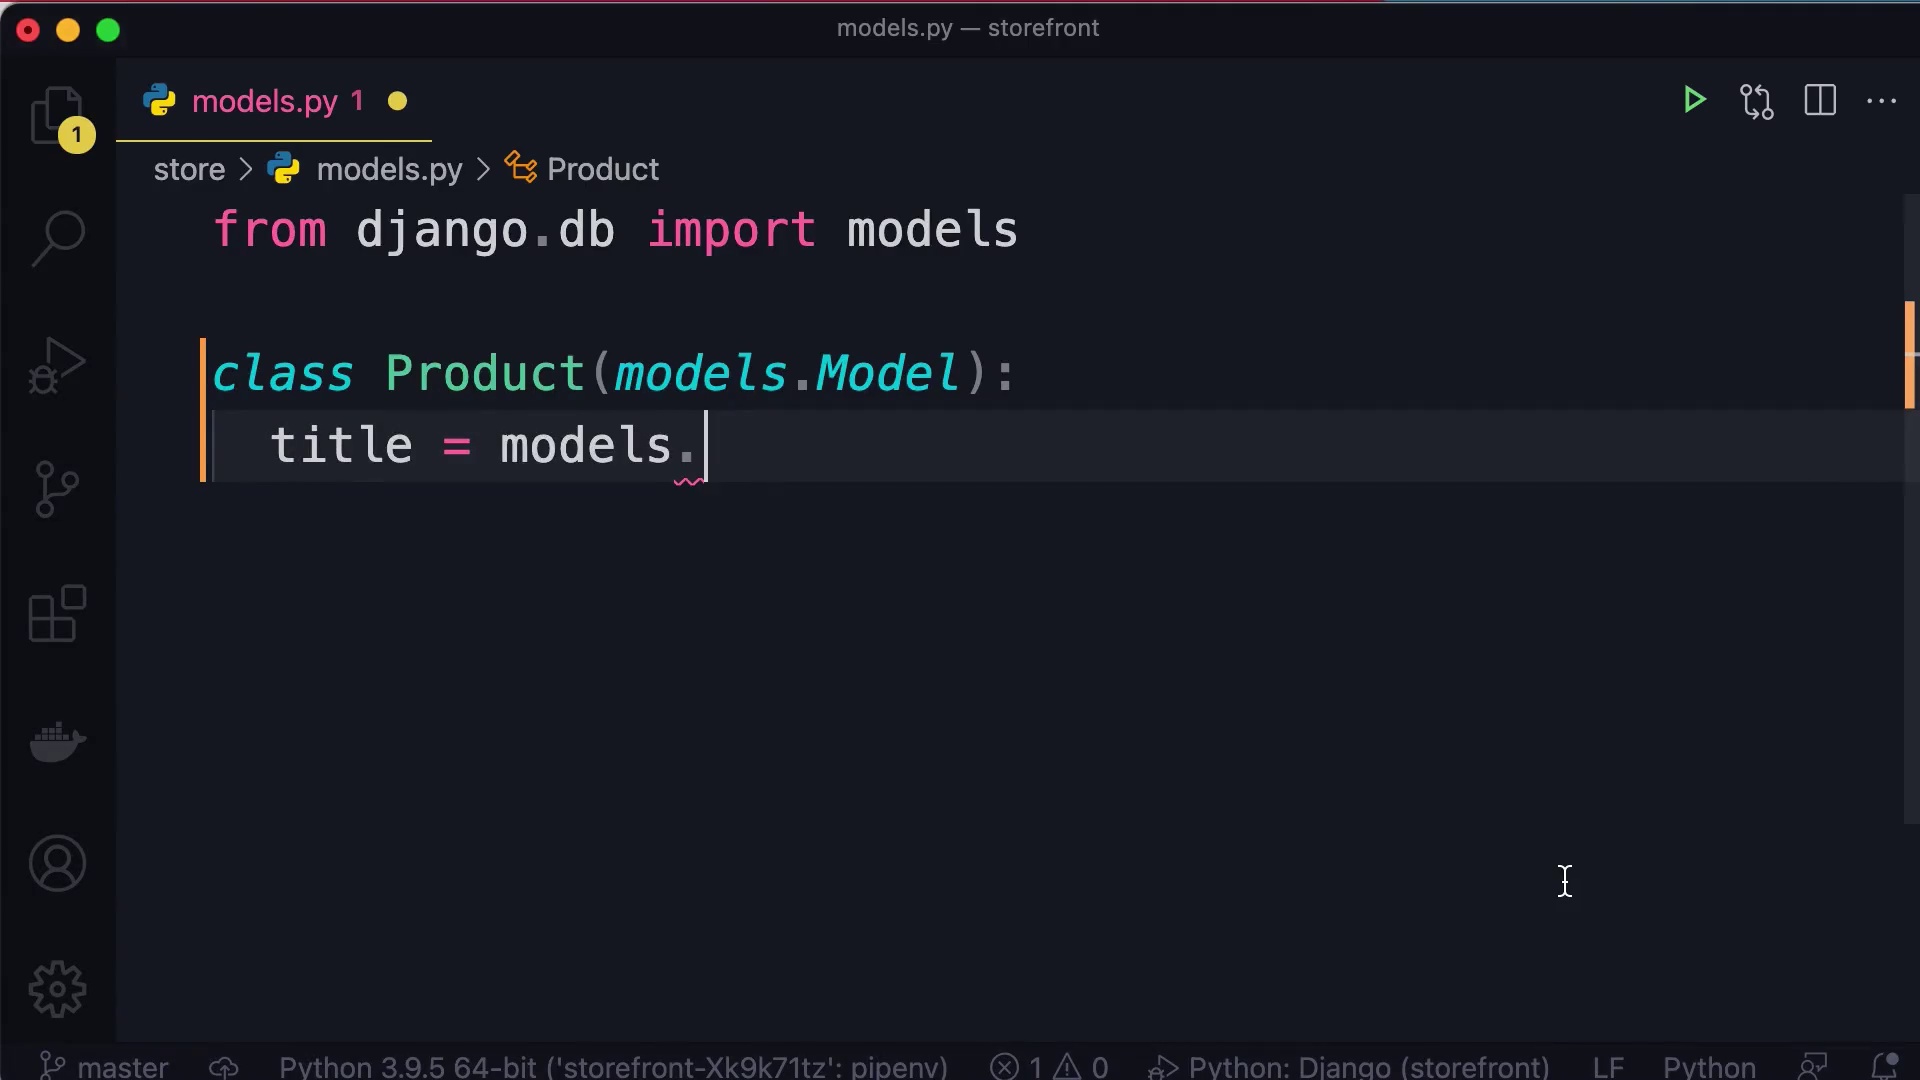 models.py — storefront
models.py 1
1
store > models.py > Product
from django.db import models
class Product(models.Model):
title = models.
master Python 3.9.5 64-bit ('storefront-Xk9k71tz': pipenv) 1 0 Python: Django (storefront) LF Python